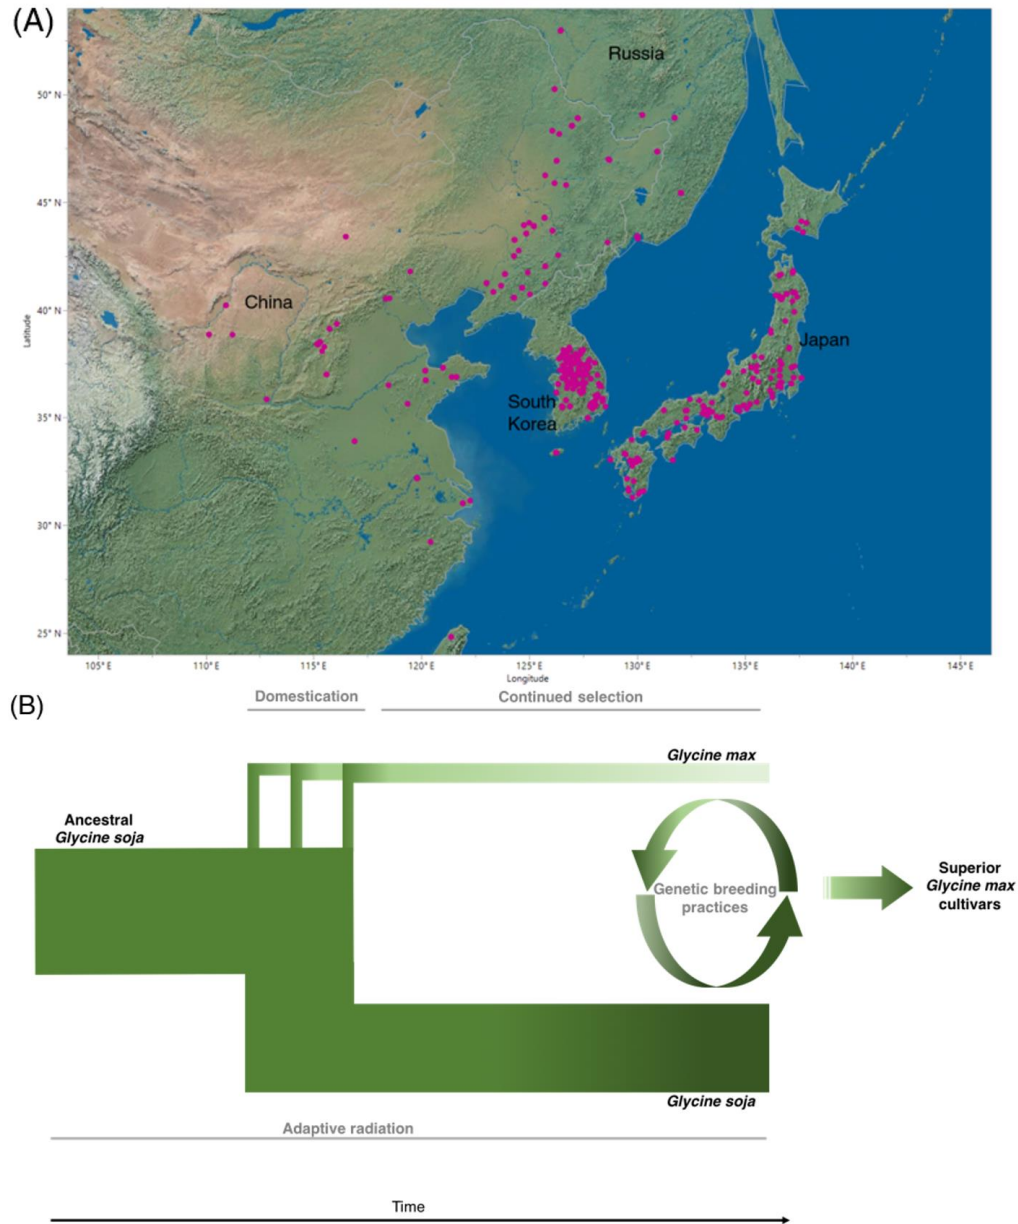 (A)
Russia
50° N
45° N
China
40° N
Japan
Latitude
South
Korea
35° N
30° N
25° N
105° E 110° E 115° E 120° E 125° E 130° E 135° E 140° E 145° E
Longitude
(B)
Domestication Continued selection
Glycine max
Ancestral
Glycine soja
Genetic breeding
practices
Superior
Glycine max
cultivars
Glycine soja
Adaptive radiation
Time